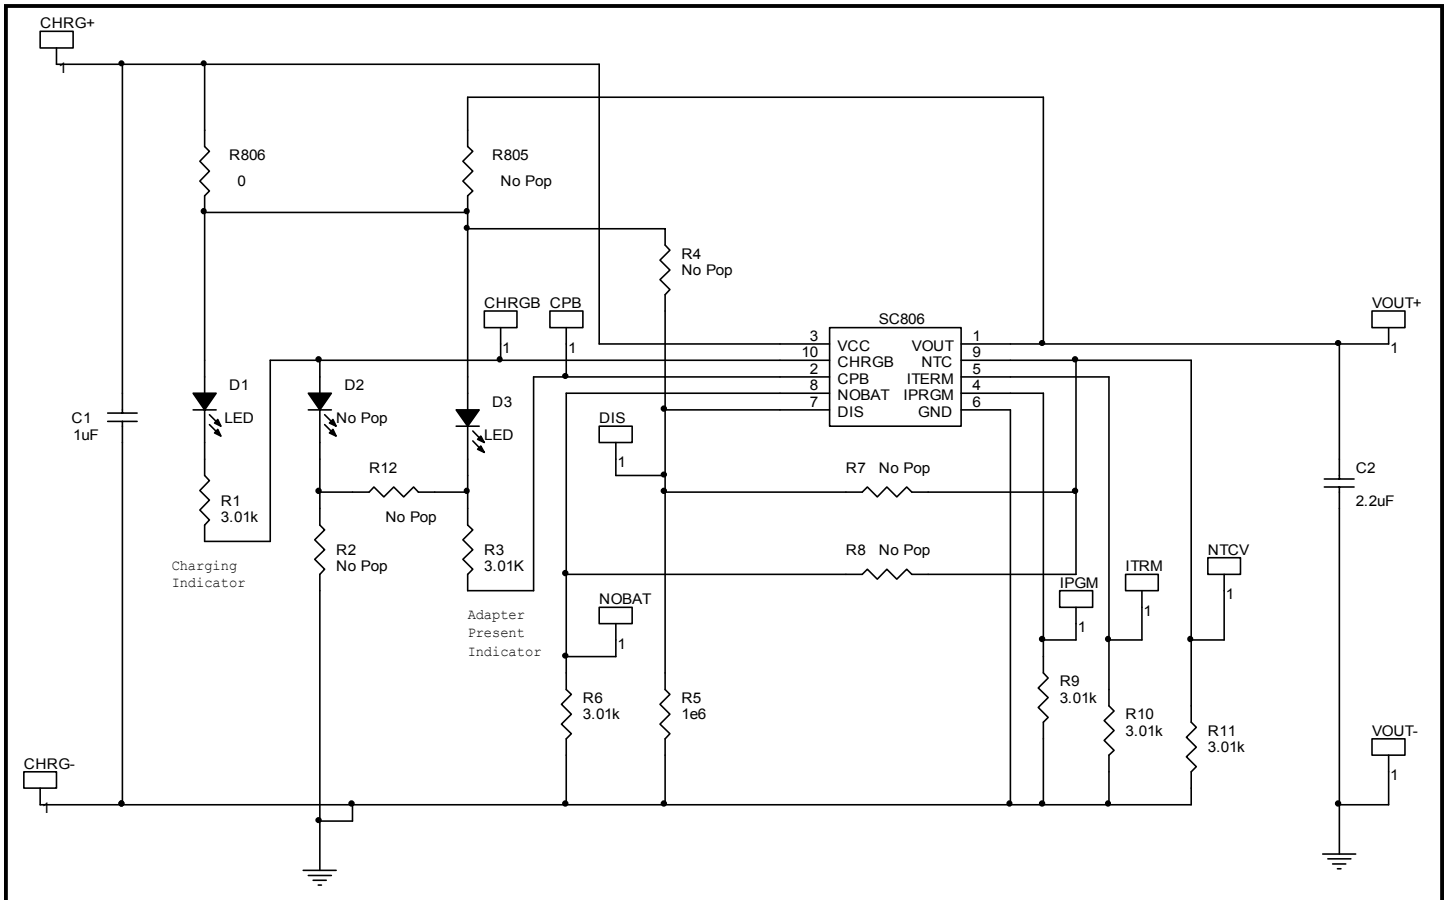 CHRG+
1
R806
0
R805
No Pop
R4
No Pop
CHRGB
CPB
1
1
SC806
3
VCC
10
CHRGB
2
CPB
8
NOBAT
7
DIS
VOUT
1
NTC
9
ITERM
5
IPRGM
4
GND
6
VOUT+
1
D1
LED
D2
No Pop
D3
LED
C1
1uF
DIS
1
R12
No Pop
R7 No Pop
C2
2.2uF
R1
3.01k
R2
No Pop
R3
3.01K
R8 No Pop
Charging
Indicator
Adapter
Present
Indicator
NOBAT
1
IPGM
1
ITRM
1
NTCV
1
R6
3.01k
R5
1e6
R9
3.01k
R10
3.01k
R11
3.01k
VOUT-
1
CHRG-
1